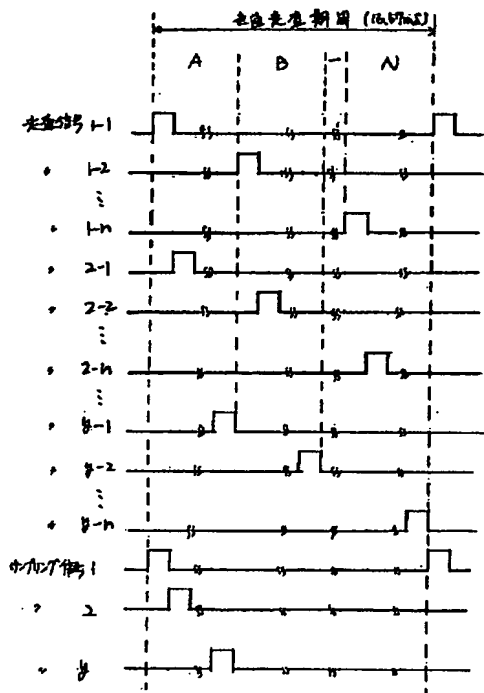 走査期間 (16.67mS)
A B N
走査信号 1-1
〃 1-2
〃 1-n
〃 2-1
〃 2-2
〃 2-n
〃 y-1
〃 y-2
〃 y-n
サンプリング信号 1
〃 2
〃 y